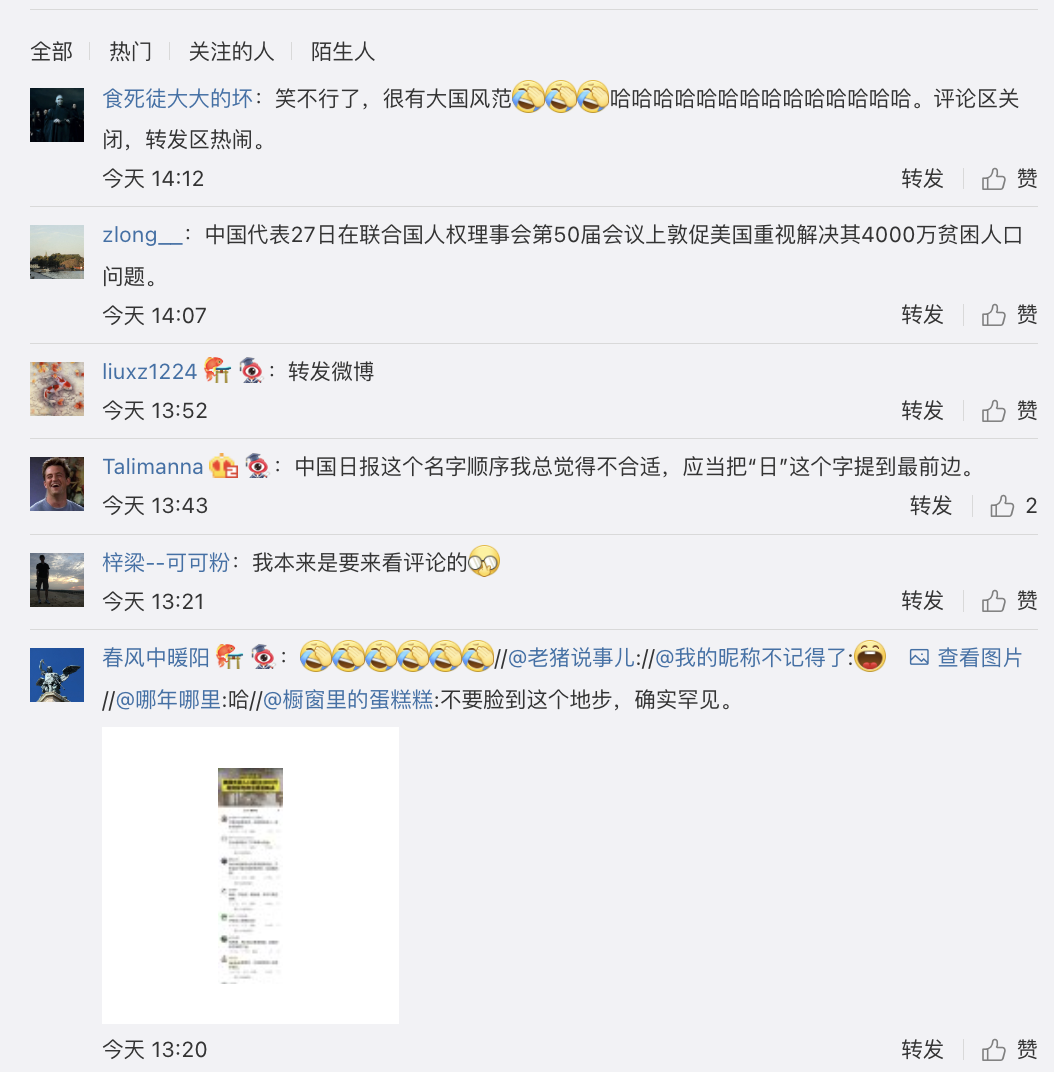 全部 热门 关注的人 陌生人
食死徒大大的坏：笑不行了，很有大国风范🤣🤣🤣哈哈哈哈哈哈哈哈哈哈哈哈哈哈。评论区关
闭，转发区热闹。
今天 14:12 转发 赞
zlong__：中国代表27日在联合国人权理事会第50届会议上敦促美国重视解决其4000万贫困人口
问题。
今天 14:07 转发 赞
liuxz1224：转发微博
今天 13:52 转发 赞
Talimanna 2：中国日报这个名字顺序我总觉得不合适，应当把“日”这个字提到最前边。
今天 13:43 转发 2
梓梁--可可粉：我本来是要来看评论的
今天 13:21 转发 赞
春风中暖阳：🤣🤣🤣🤣🤣🤣//@老猪说事儿://@我的昵称不记得了:😄 查看图片
//@哪年哪里:哈//@橱窗里的蛋糕糕:不要脸到这个地步，确实罕见。
今天 13:20 转发 赞